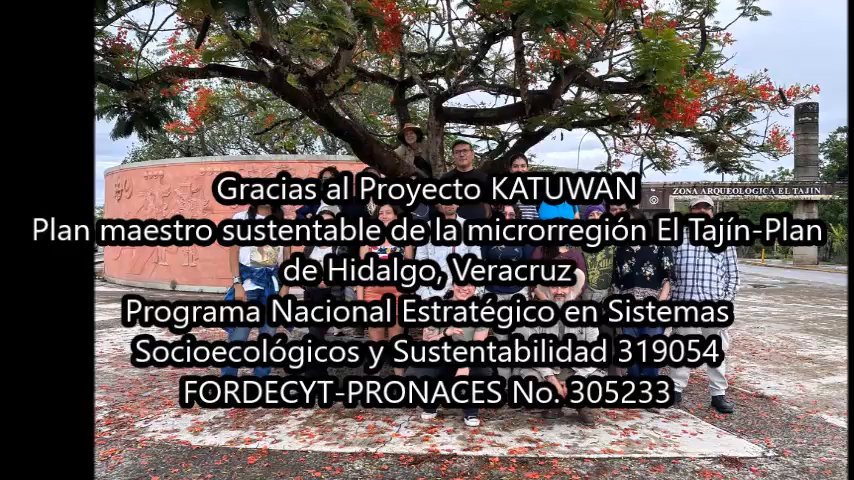 ZONA ARQUEOLOGICA EL TAJIN
Gracias al Proyecto KATUWAN
Plan maestro sustentable de la microrregión El Tajín-Plan
de Hidalgo, Veracruz
Programa Nacional Estratégico en Sistemas
Socioecológicos y Sustentabilidad 319054
FORDECYT-PRONACES No. 305233